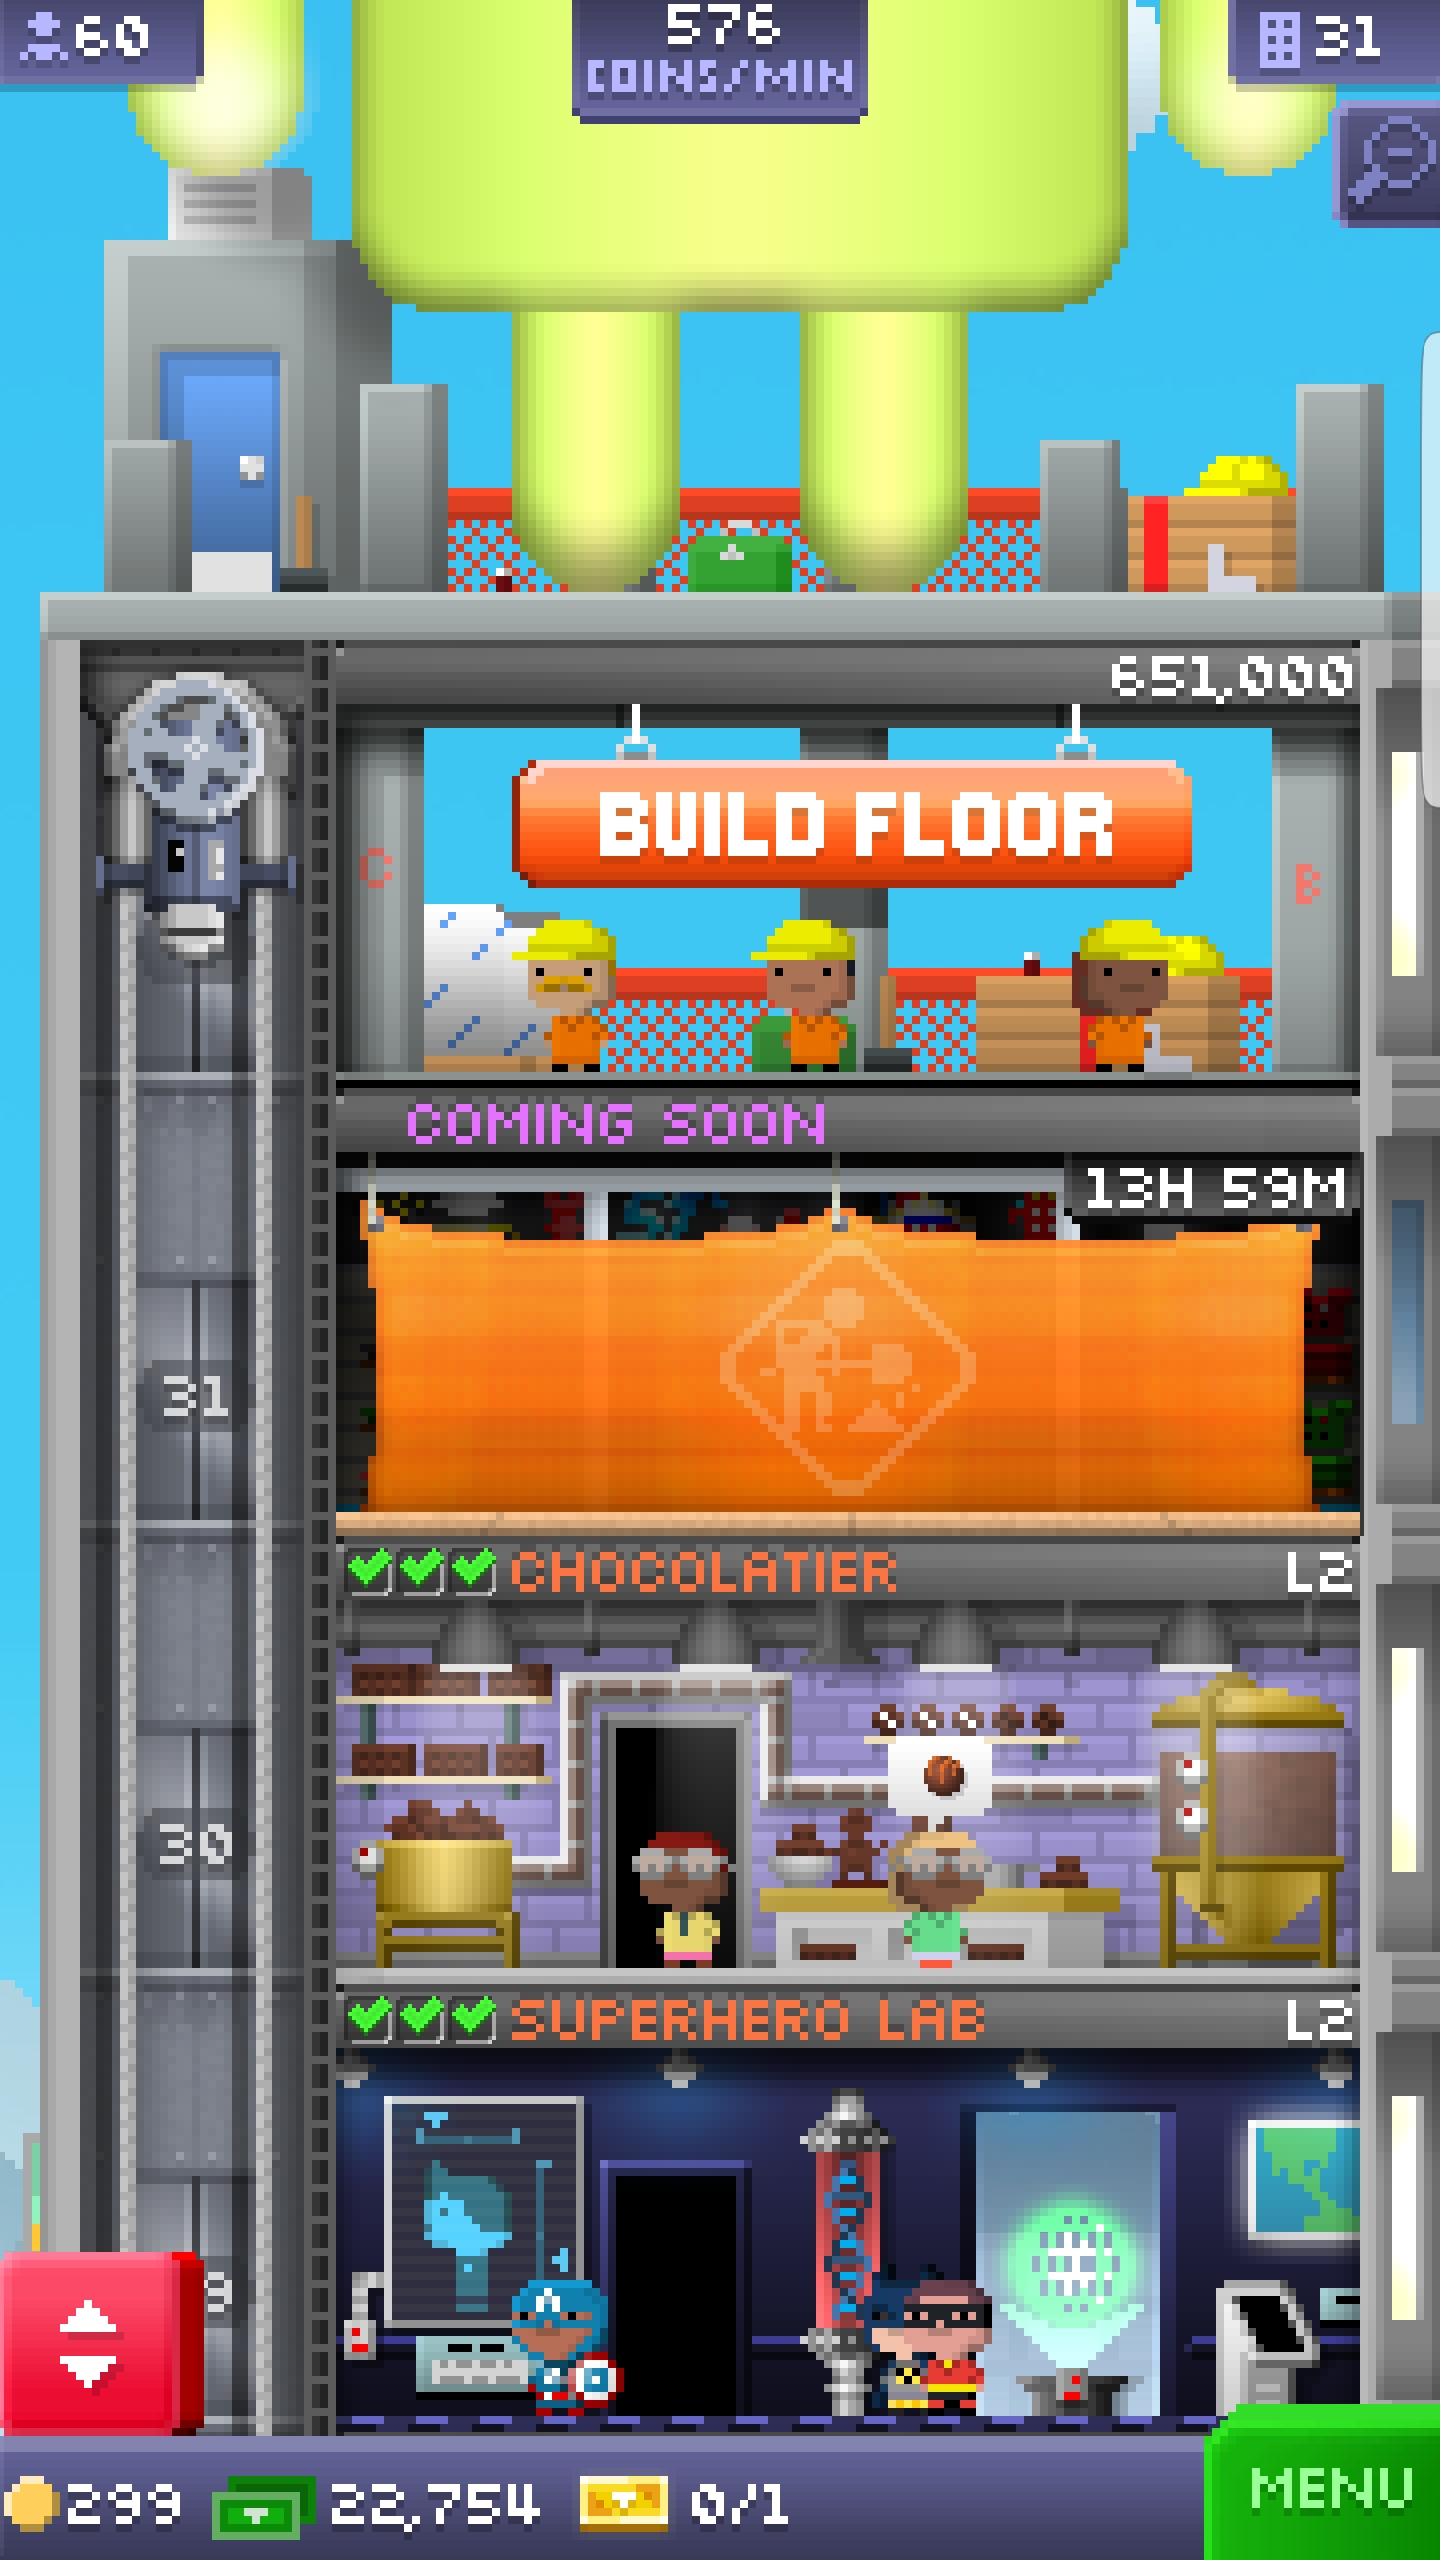 60
576
COINS/MIN
31
651,000
BUILD FLOOR
C
B
COMING SOON
13H 59M
31
CHOCOLATIER L2
30
SUPERHERO LAB L2
A
9
299 22,754 0/1
MENU